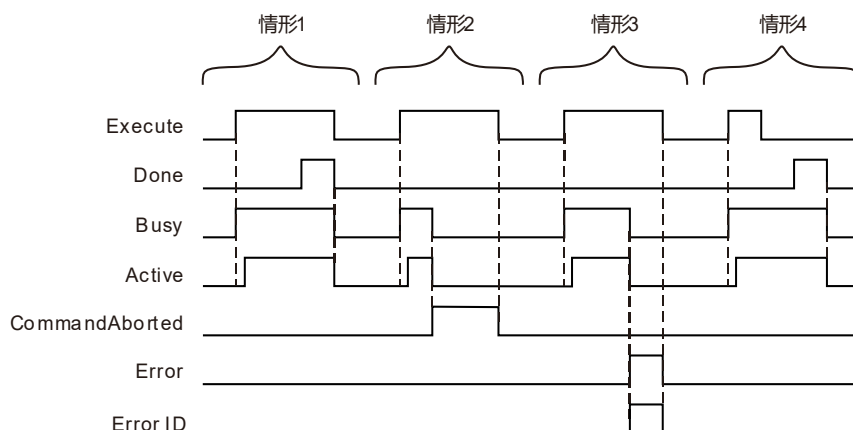 情形1 情形2 情形3 情形4
Execute
Done
Busy
Active
CommandAborted
Error
Error ID